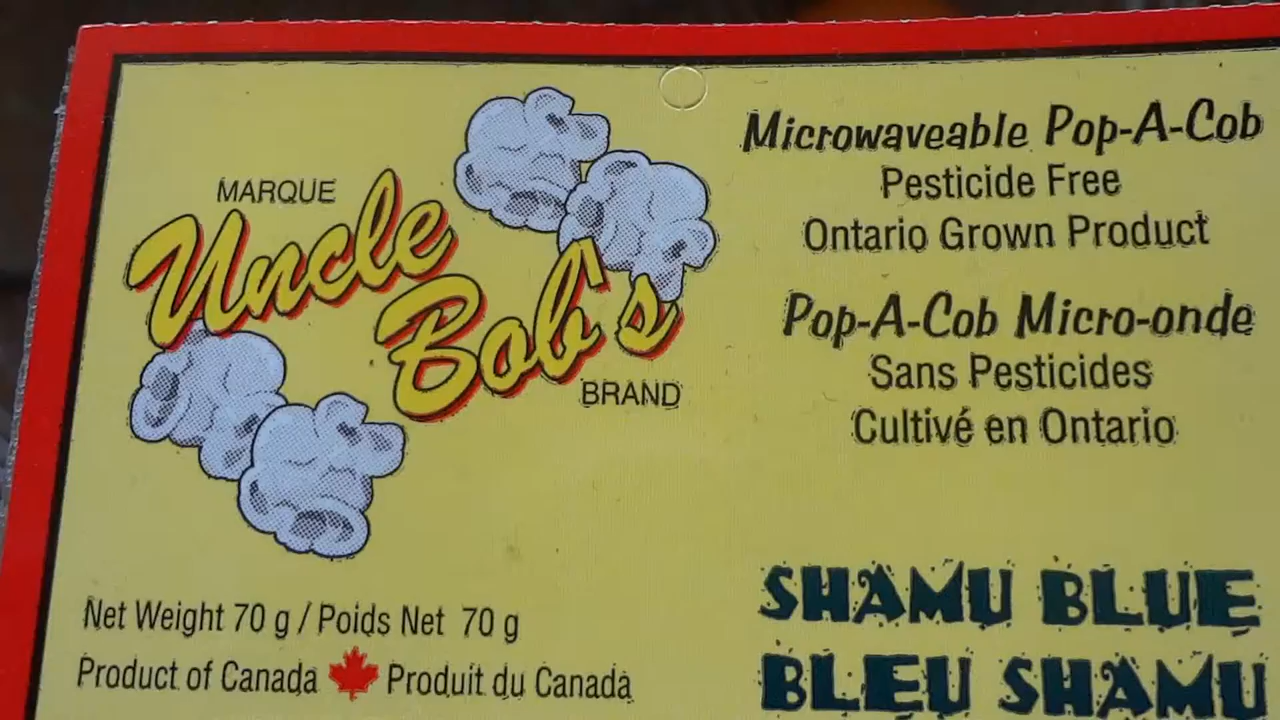 MARQUE
Uncle
Bob's
BRAND
Microwaveable Pop-A-Cob
Pesticide Free
Ontario Grown Product
Pop-A-Cob Micro-onde
Sans Pesticides
Cultivé en Ontario
Net Weight 70 g / Poids Net 70 g
Product of Canada Produit du Canada
SHAMU BLUE
BLEU SHAMU